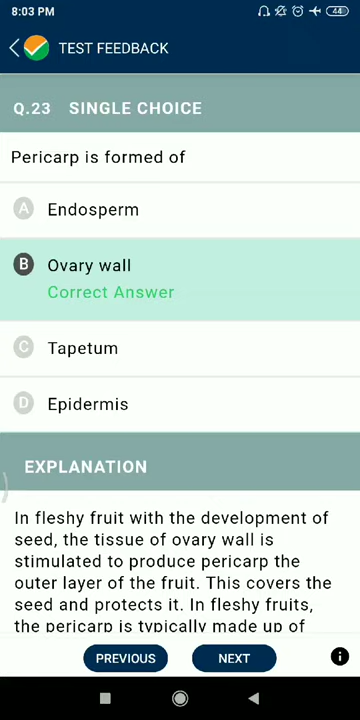 8:03 PM
44
TEST FEEDBACK
Q.23 SINGLE CHOICE
Pericarp is formed of
A Endosperm
B Ovary wall
Correct Answer
C Tapetum
D Epidermis
EXPLANATION
In fleshy fruit with the development of
seed, the tissue of ovary wall is
stimulated to produce pericarp the
outer layer of the fruit. This covers the
seed and protects it. In fleshy fruits,
the pericarp is typically made up of
PREVIOUS NEXT